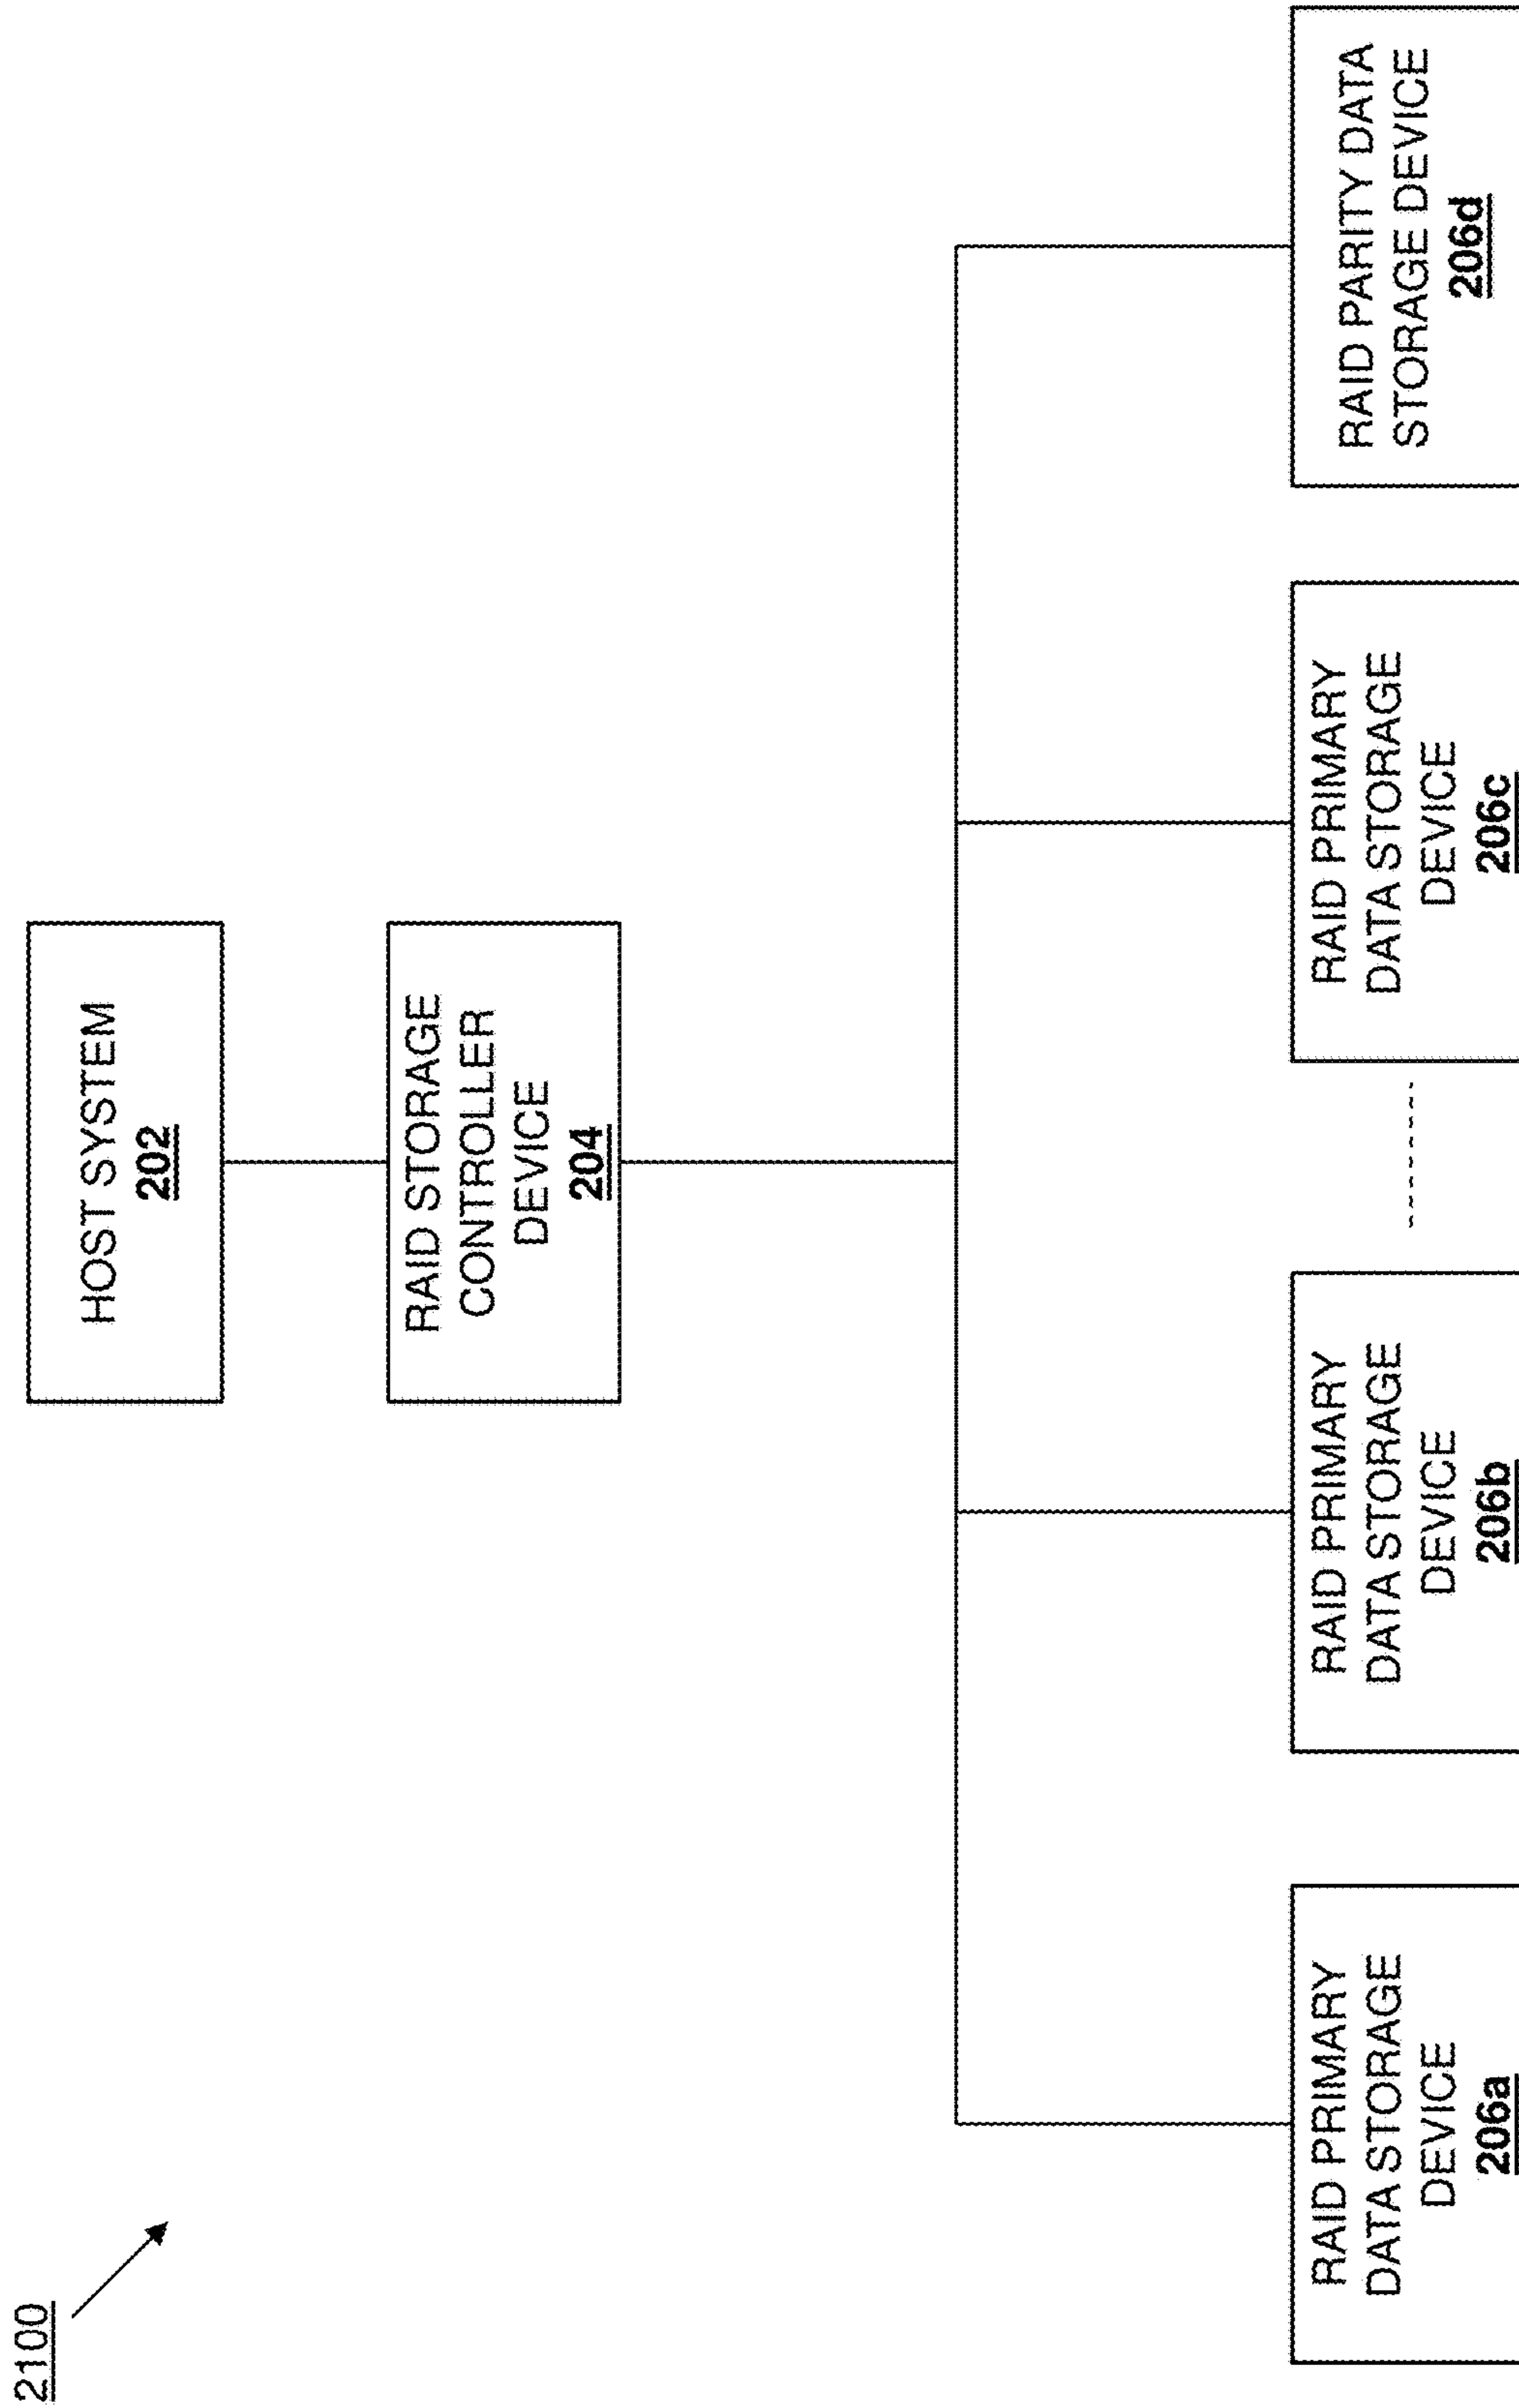 2100
HOST SYSTEM
202
RAID STORAGE
CONTROLLER
DEVICE
204
RAID PRIMARY
DATA STORAGE
DEVICE
206a
RAID PRIMARY
DATA STORAGE
DEVICE
206b
RAID PRIMARY
DATA STORAGE
DEVICE
206c
RAID PARITY DATA
STORAGE DEVICE
206d